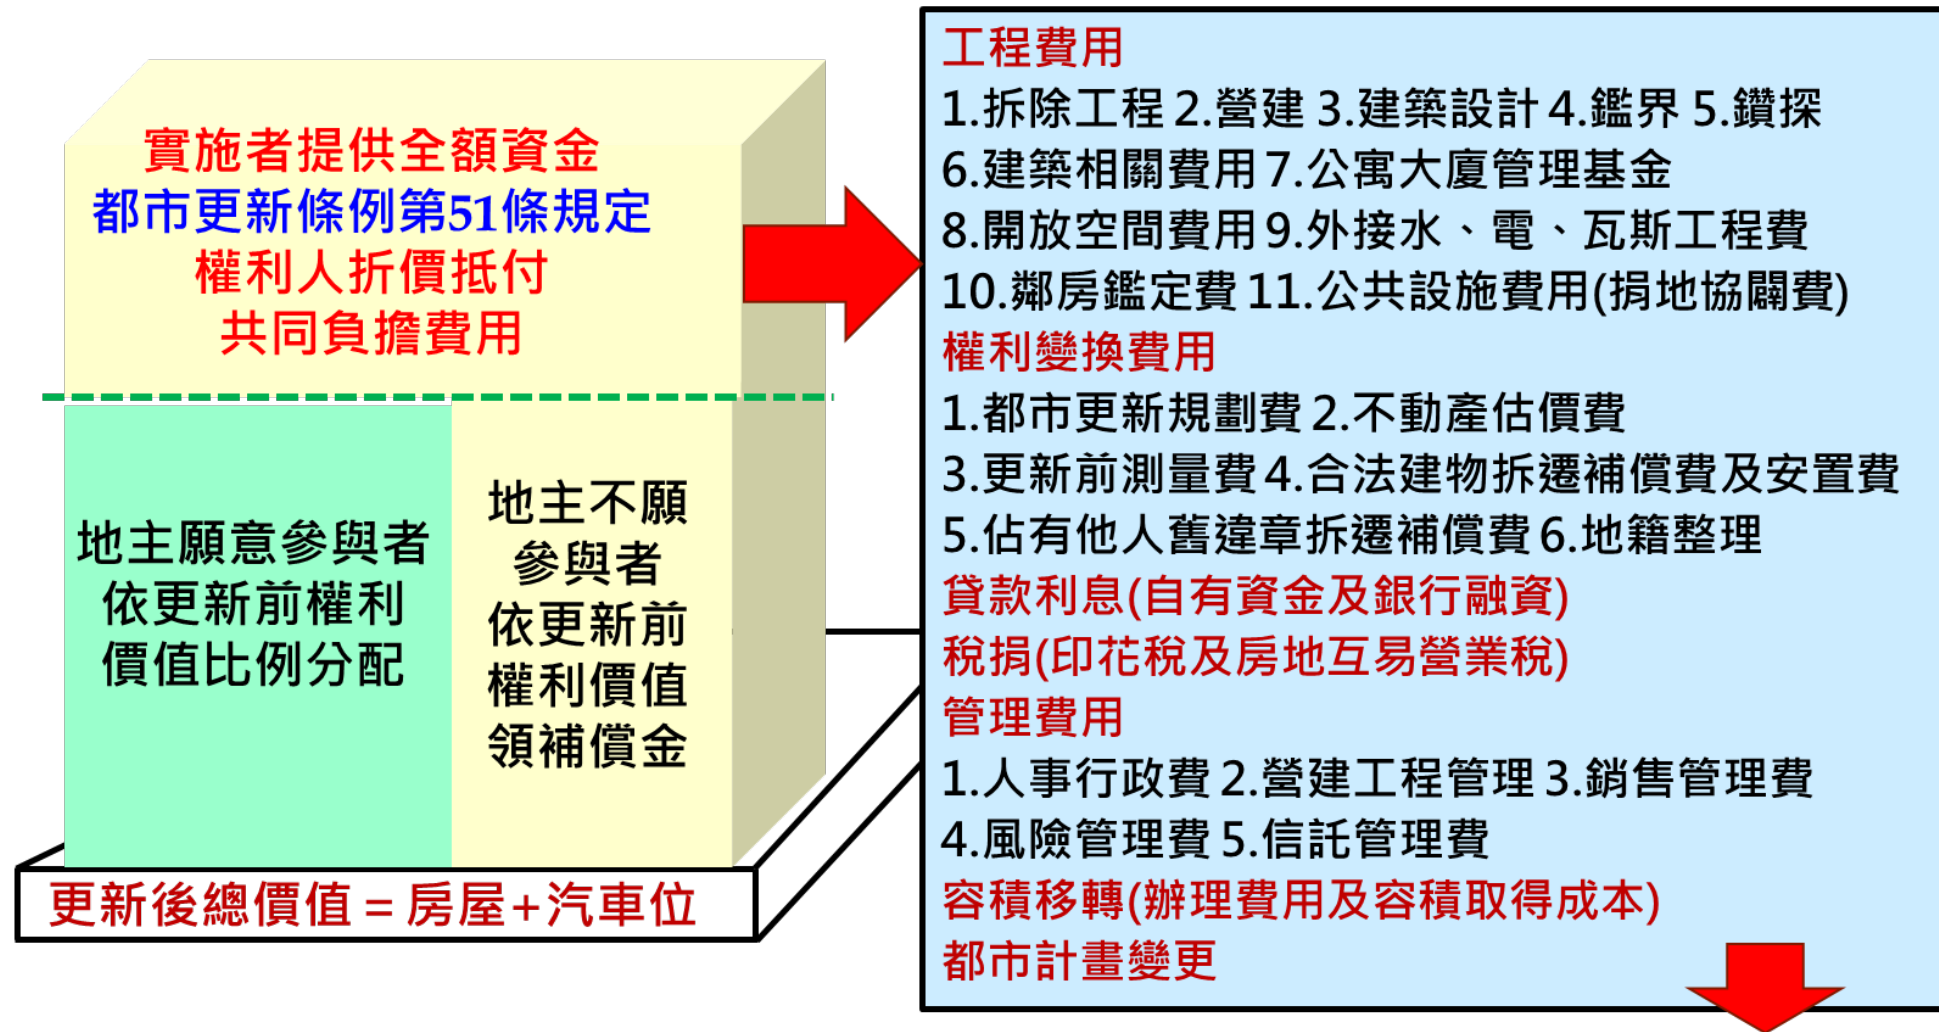 實施者提供全額資金
都市更新條例第51條規定
權利人折價抵付
共同負擔費用
地主願意參與者
依更新前權利
價值比例分配
地主不願
參與者
依更新前
權利價值
領補償金
更新後總價值=房屋+汽車位
工程費用
1.拆除工程 2.營建 3.建築設計 4.鑑界 5.鑽探
6.建築相關費用 7.公寓大廈管理基金
8.開放空間費用 9.外接水、電、瓦斯工程費
10.鄰房鑑定費 11.公共設施費用(捐地協闢費)
權利變換費用
1.都市更新規劃費 2.不動產估價費
3.更新前測量費 4.合法建物拆遷補償費及安置費
5.佔有他人舊違章拆遷補償費 6.地籍整理
貸款利息(自有資金及銀行融資)
稅捐(印花稅及房地互易營業稅)
管理費用
1.人事行政費 2.營建工程管理 3.銷售管理費
4.風險管理費 5.信託管理費
容積移轉(辦理費用及容積取得成本)
都市計畫變更